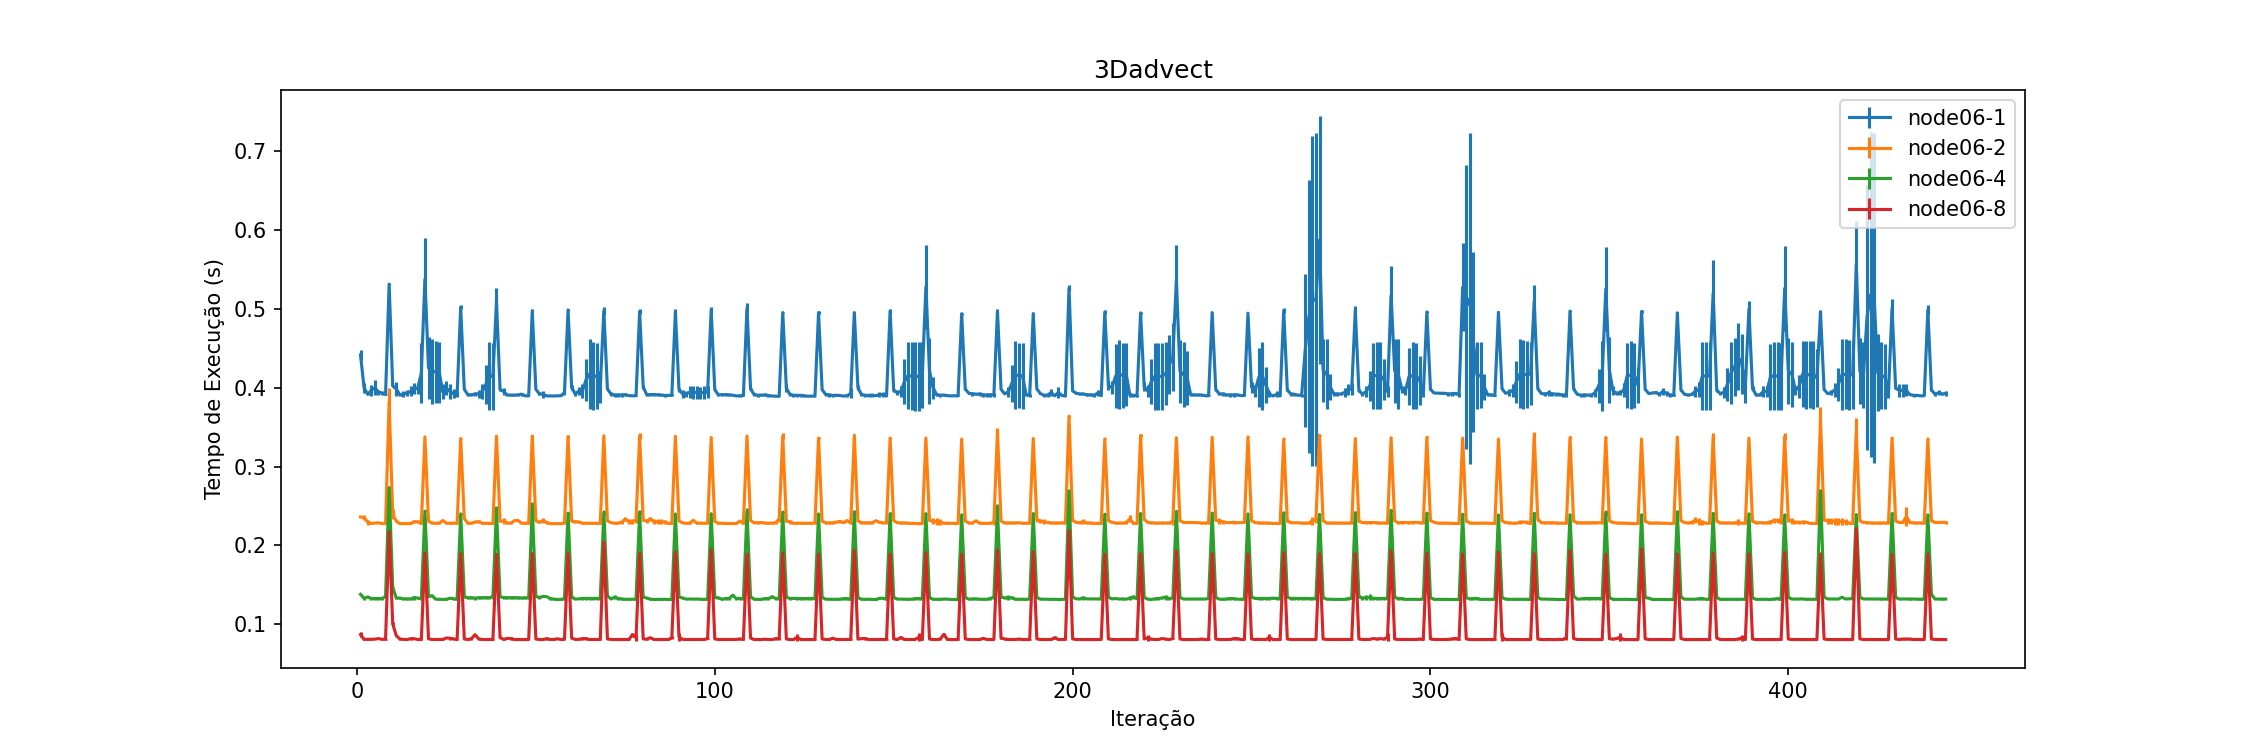 3Dadvect
node06-1
node06-2
node06-4
node06-8
Tempo de Execução (s)
0.7
0.6
0.5
0.4
0.3
0.2
0.1
0
100
200
300
400
Iteração